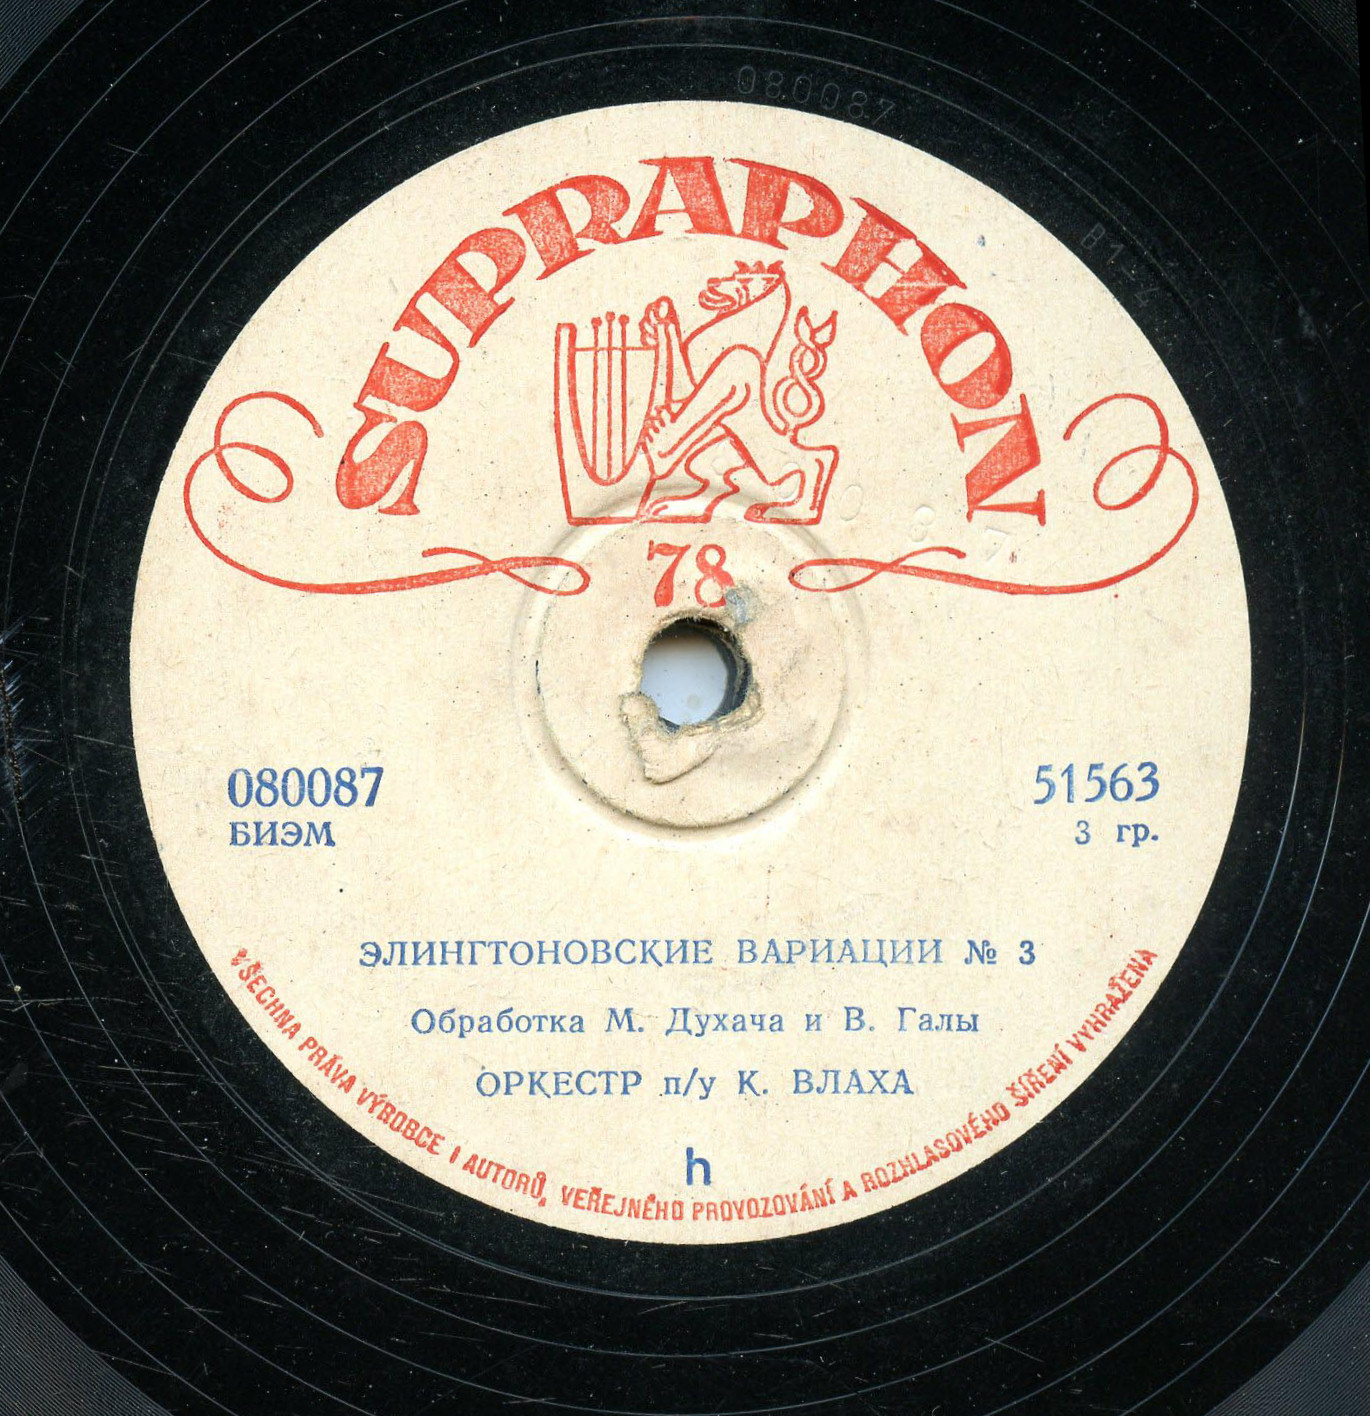 080087
SUPRAPHON
78
080087
БИЭМ
51563
3 гр.
ЭЛИНГТОНОВСКИЕ ВАРИАЦИИ № 3
Обработка М. Духача и В. Галы
ОРКЕСТР п/у К. ВЛАХА
h
VŠECHNA PRÁVA VÝROBCE I AUTORŮ, VEŘEJNÉHO PROVOZOVÁNÍ A ROZHLASOVÉHO ŠÍŘENÍ VYHRAŽENA